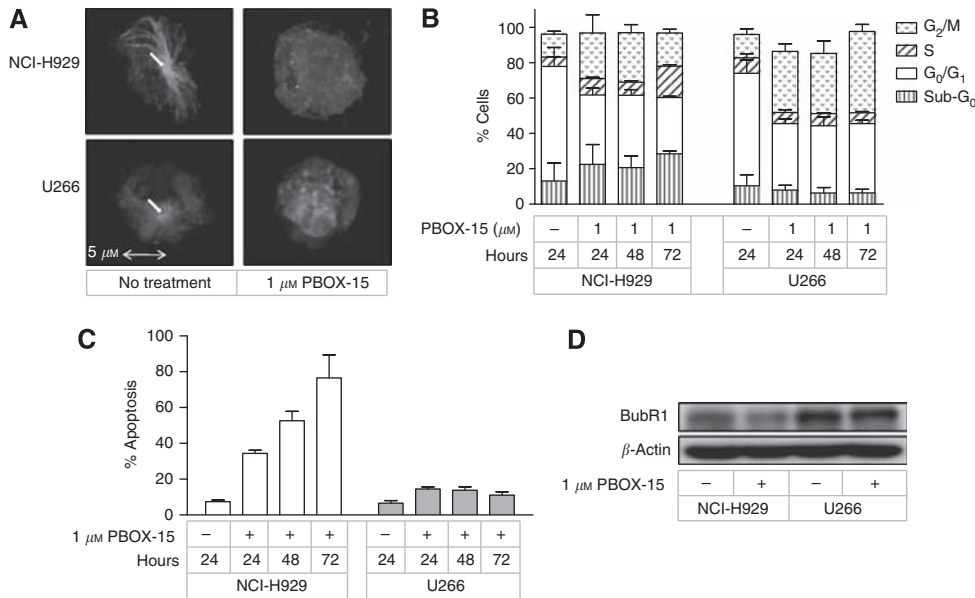 A
NCI-H929
U266
5 μM
No treatment
1 μM PBOX-15
B
% Cells
100
80
60
40
20
0
G2/M
S
G0/G1
Sub-G0
PBOX-15 (μM) – 1 1 1 – 1 1 1
Hours 24 24 48 72 24 24 48 72
NCI-H929 U266
C
% Apoptosis
100
80
60
40
20
0
1 μM PBOX-15 – + + + – + + +
Hours 24 24 48 72 24 24 48 72
NCI-H929 U266
D
BubR1
β-Actin
1 μM PBOX-15 – + – +
NCI-H929 U266